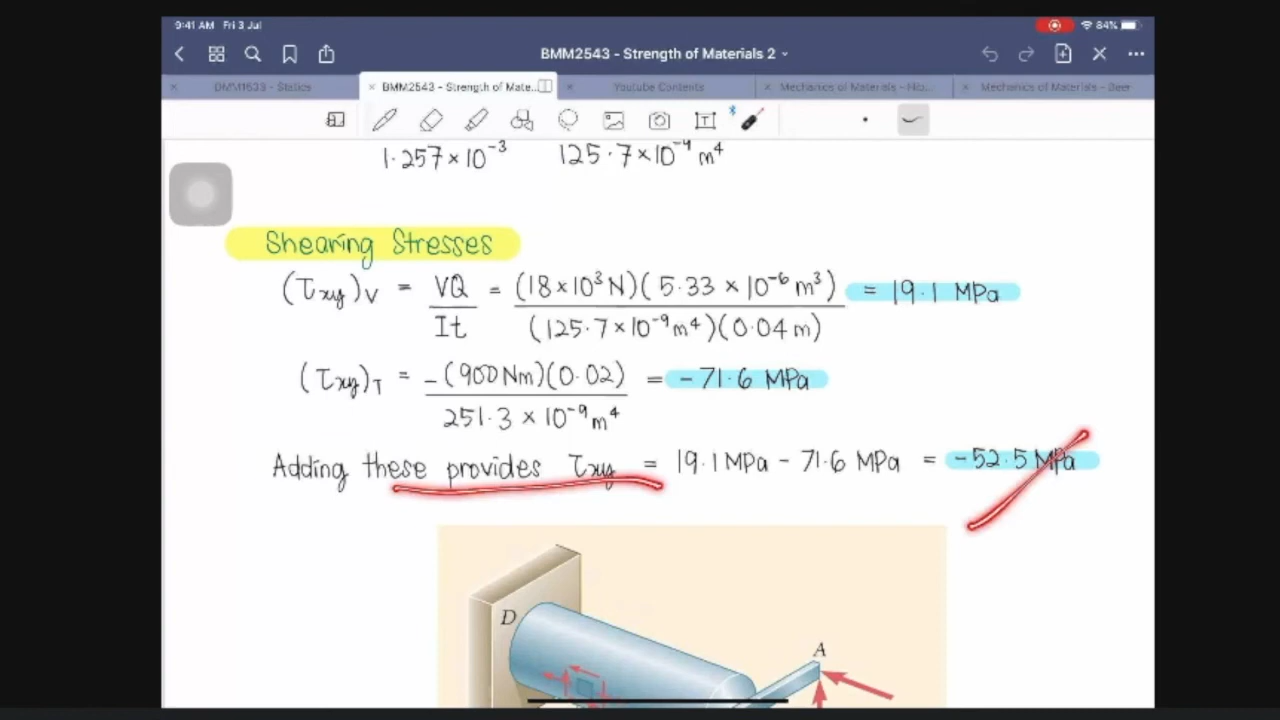 9:41 AM Fri 3 Jul
84%
BMM2543 - Strength of Materials 2
BMM1633 - Statics
BMM2543 - Strength of Mate...
Youtube Contents
Mechanics of Materials - Hib...
Mechanics of Materials - Beer
1.257 × 10⁻³ 125.7 × 10⁻⁹ m⁴
Shearing Stresses
(τxy)V = VQ = (18 × 10³ N)(5.33 × 10⁻⁶ m³) = 19.1 MPa
It (125.7 × 10⁻⁹ m⁴)(0.04 m)
(τxy)T = -(900 Nm)(0.02) = -71.6 MPa
251.3 × 10⁻⁹ m⁴
Adding these provides τxy = 19.1 MPa - 71.6 MPa = -52.5 MPa
D
A